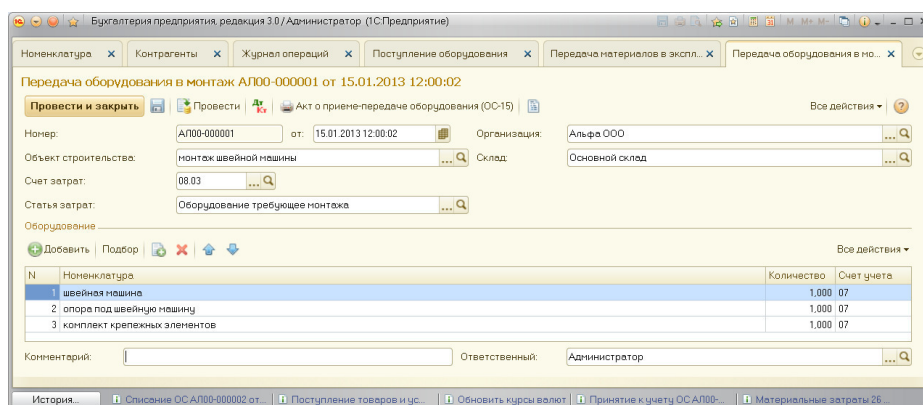 Бухгалтерия предприятия, редакция 3.0 / Администратор (1С:Предприятие) M M+ M-
Номенклатура Контрагенты Журнал операций Поступление оборудования Передача материалов в экспл... Передача оборудования в мо...
Передача оборудования в монтаж АЛ00-000001 от 15.01.2013 12:00:02
Провести и закрыть Провести Дт Кт Акт о приеме-передаче оборудования (ОС-15) Все действия
Номер: АЛ00-000001 от: 15.01.2013 12:00:02 Организация: Альфа ООО
Объект строительства: монтаж швейной машины ... Склад: Основной склад ...
Счет затрат: 08.03 ...
Статья затрат: Оборудование требующее монтажа ...
Оборудование
Добавить Подбор Все действия
N Номенклатура Количество Счет учета
1 швейная машина 1,000 07
2 опора под швейную машину 1,000 07
3 комплект крепежных элементов 1,000 07
Комментарий: Ответственный: Администратор ...
История... Списание ОС АЛ00-000002 от... Поступление товаров и ус... Обновить курсы валют Принятие к учету ОС АЛ00-... Материальные затраты 26 ...